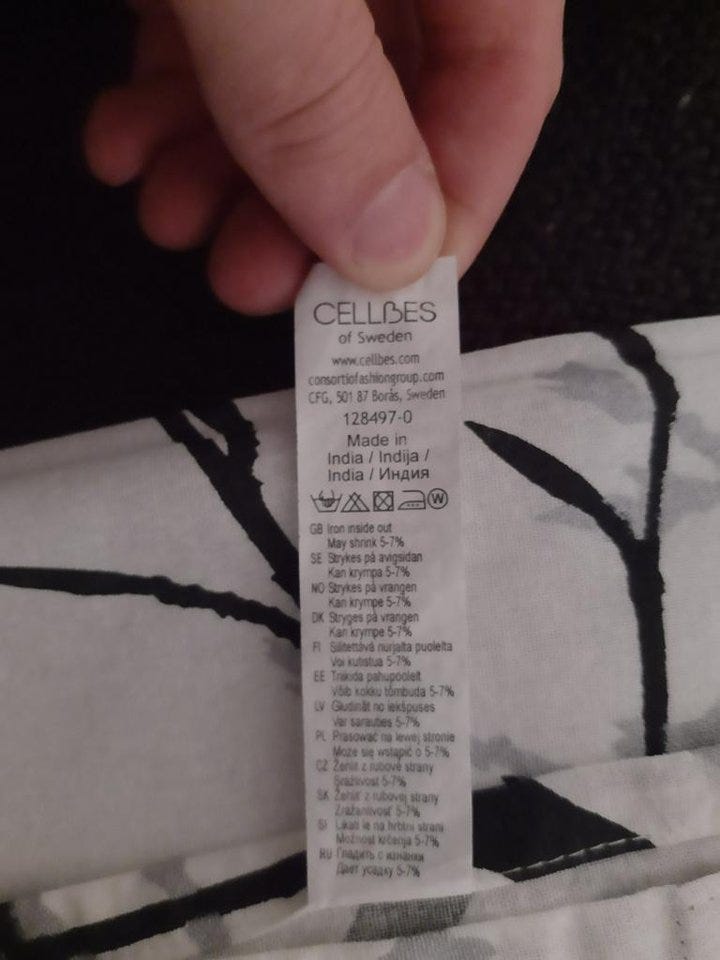 CELLBES
of Sweden
www.cellbes.com
consortiofashiongroup.com
CFG, 501 87 Borås, Sweden
128497-0
Made in
India / Indija /
India / Индия
W
GB Iron inside out
May shrink 5-7%
SE Strykes på avigsidan
Kan krympa 5-7%
NO Strykes på vrangen
Kan krympe 5-7%
DK Stryges på vrangen
Kan krympe 5-7%
FI Silitettävä nurjalta puolelta
Voi kutistua 5-7%
EE Triikida pahupoolelt
Võib kokku tõmbuda 5-7%
LV Gludināt no iekšpuses
Var sarauties 5-7%
PL Prasować na lewej stronie
Może się wstąpić o 5-7%
CZ Žehlit z rubové strany
Sražlivost 5-7%
SK Žehliť z rubovej strany
Zražanlivosť 5-7%
SI Likati le na hrbtni strani
Možnost krčenja 5-7%
RU Гладить с изнанки
Дает усадку 5-7%